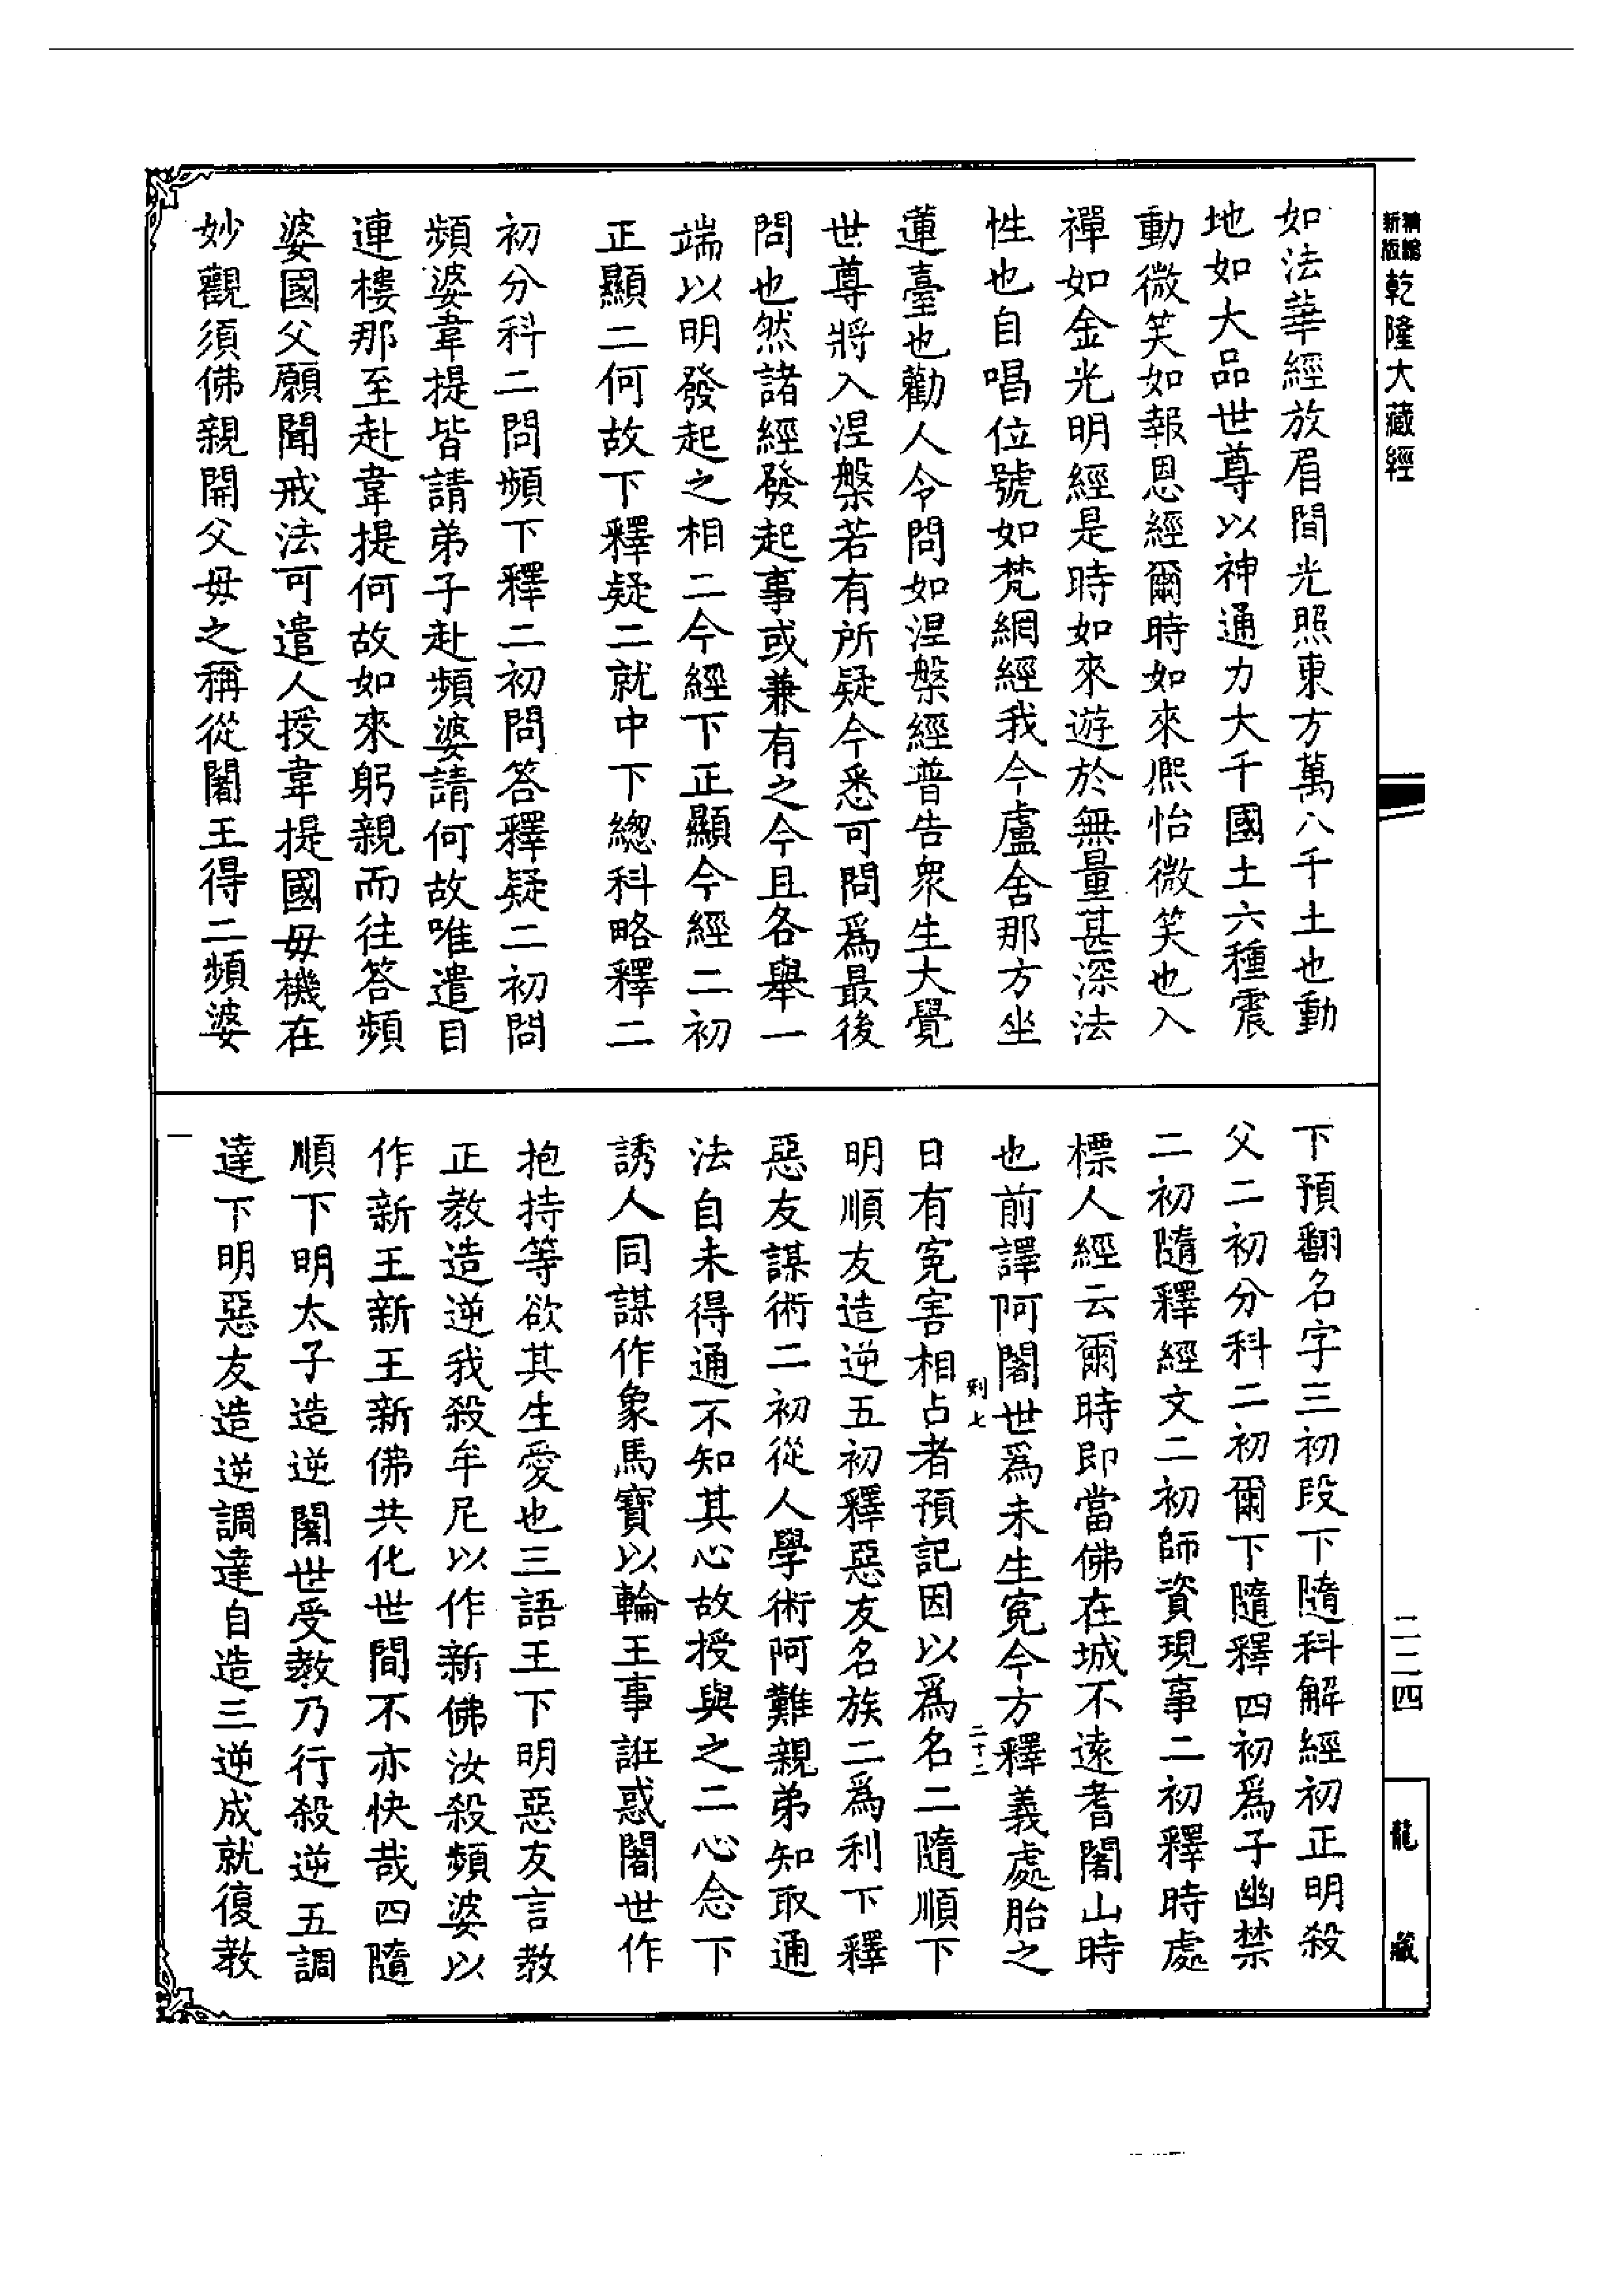 精縮新版乾隆大藏經
如法華經放眉間光照東方萬八千土也動
地如大品世尊以神通力大千國土六種震
動微笑如報恩經爾時如來熈怡微笑也入
禪如金光明經是時如來遊於無量甚深法
性也自唱位號如梵網經我今盧舍那方坐
蓮臺也勸人令問如涅槃經普告衆生大覺
世尊將入涅槃若有所疑今悉可問爲最後
問也然諸經發起事或兼有之今且各舉一
端以明發起之相二今經下正顯今經二初
正顯二何故下釋疑二就中下總科略釋二
初分科二問頻下釋二初問答釋疑二初問
頻婆韋提皆請弟子赴頻婆請何故唯遣目
連樓那至赴韋提何故如來躬親而往答頻
婆國父願聞戒法可遣人授韋提國毋機在
妙觀須佛親開父毋之稱從闍王得二頻婆
下預翻名字三初段下隨科解經初正明殺
父二初分科二初爾下隨釋四初爲子幽禁
二初隨釋經文二初師資現事二初釋時處
標人經云爾時即當佛在城不遠耆闍山時
也前譯阿闍世爲未生寃今方釋義處胎之
列七
二十二
日有寃害相占者預記因以爲名二隨順下
明順友造逆五初釋惡友名族二爲利下釋
惡友謀術二初從人學術阿難親弟知取通
法自未得通不知其心故授與之二心念下
誘人同謀作象馬寶以輪王事誑惑闍世作
抱持等欲其生愛也三語王下明惡友言教
正教造逆我殺牟尼以作新佛汝殺頻婆以
作新王新王新佛共化世間不亦快哉四隨
順下明太子造逆闍世受教乃行殺逆五調
達下明惡友造逆調達自造三逆成就復教
一
二二四
龍藏